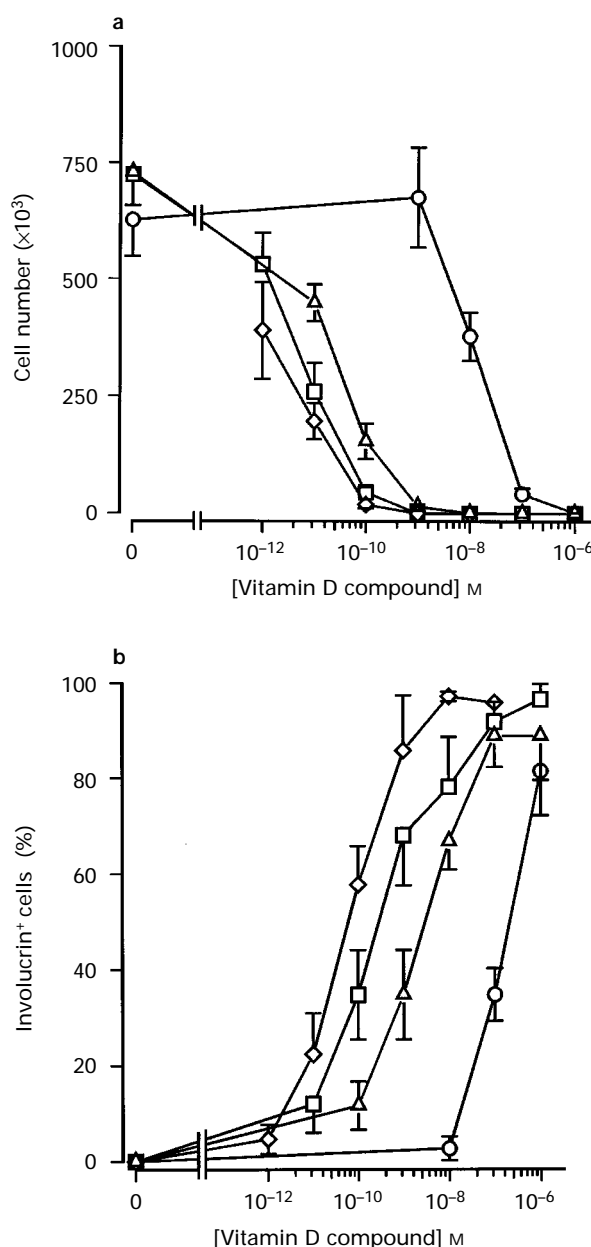 a
1000
750
500
250
0
Cell number (×10³)
0 10⁻¹² 10⁻¹⁰ 10⁻⁸ 10⁻⁶
[Vitamin D compound] M
b
100
80
60
40
20
0
Involucrin⁺ cells (%)
0 10⁻¹² 10⁻¹⁰ 10⁻⁸ 10⁻⁶
[Vitamin D compound] M